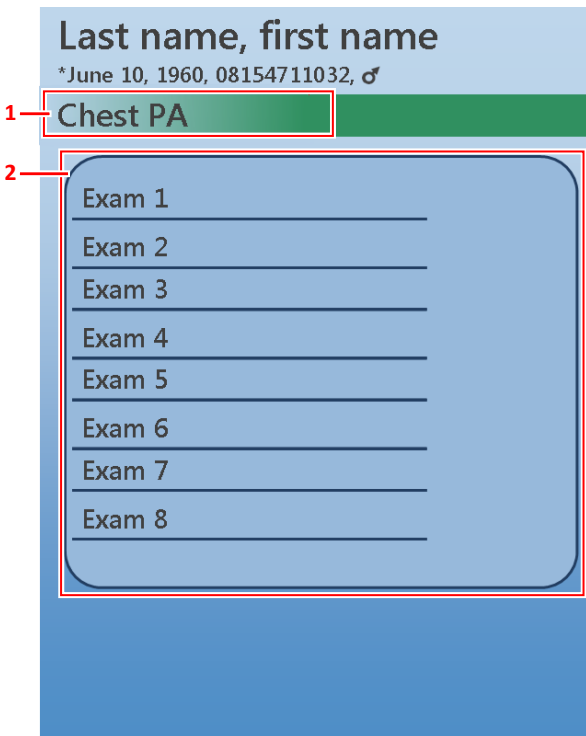 Last name, first name
*June 10, 1960, 08154711032, ♂
1
Chest PA
2
Exam 1
Exam 2
Exam 3
Exam 4
Exam 5
Exam 6
Exam 7
Exam 8